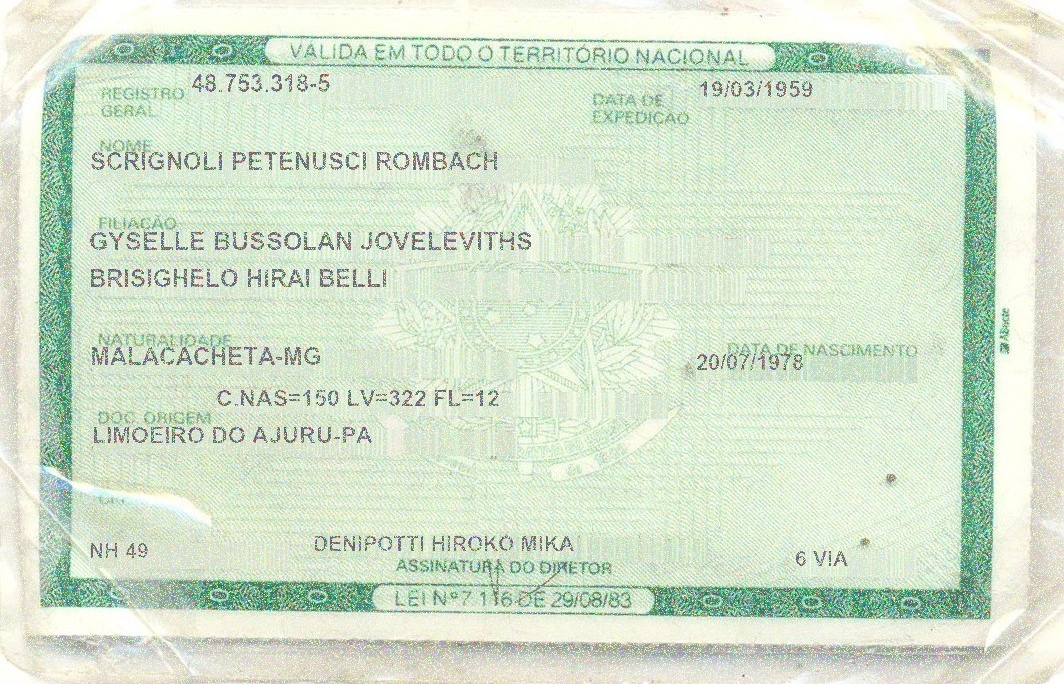 VÁLIDA EM TODO O TERRITÓRIO NACIONAL
REGISTRO GERAL 48.753.318-5
DATA DE EXPEDIÇÃO 19/03/1959
NOME
SCRIGNOLI PETENUSCI ROMBACH
FILIAÇÃO
GYSELLE BUSSOLAN JOVELEVITHS
BRISIGHELO HIRAI BELLI
NATURALIDADE
MALACACHETA-MG
DATA DE NASCIMENTO
20/07/1978
C.NAS=150 LV=322 FL=12
DOC. ORIGEM
LIMOEIRO DO AJURU-PA
NH 49
DENIPOTTI HIROKO MIKA
6 VIA
ASSINATURA DO DIRETOR
LEI Nº 7.116 DE 29/08/83